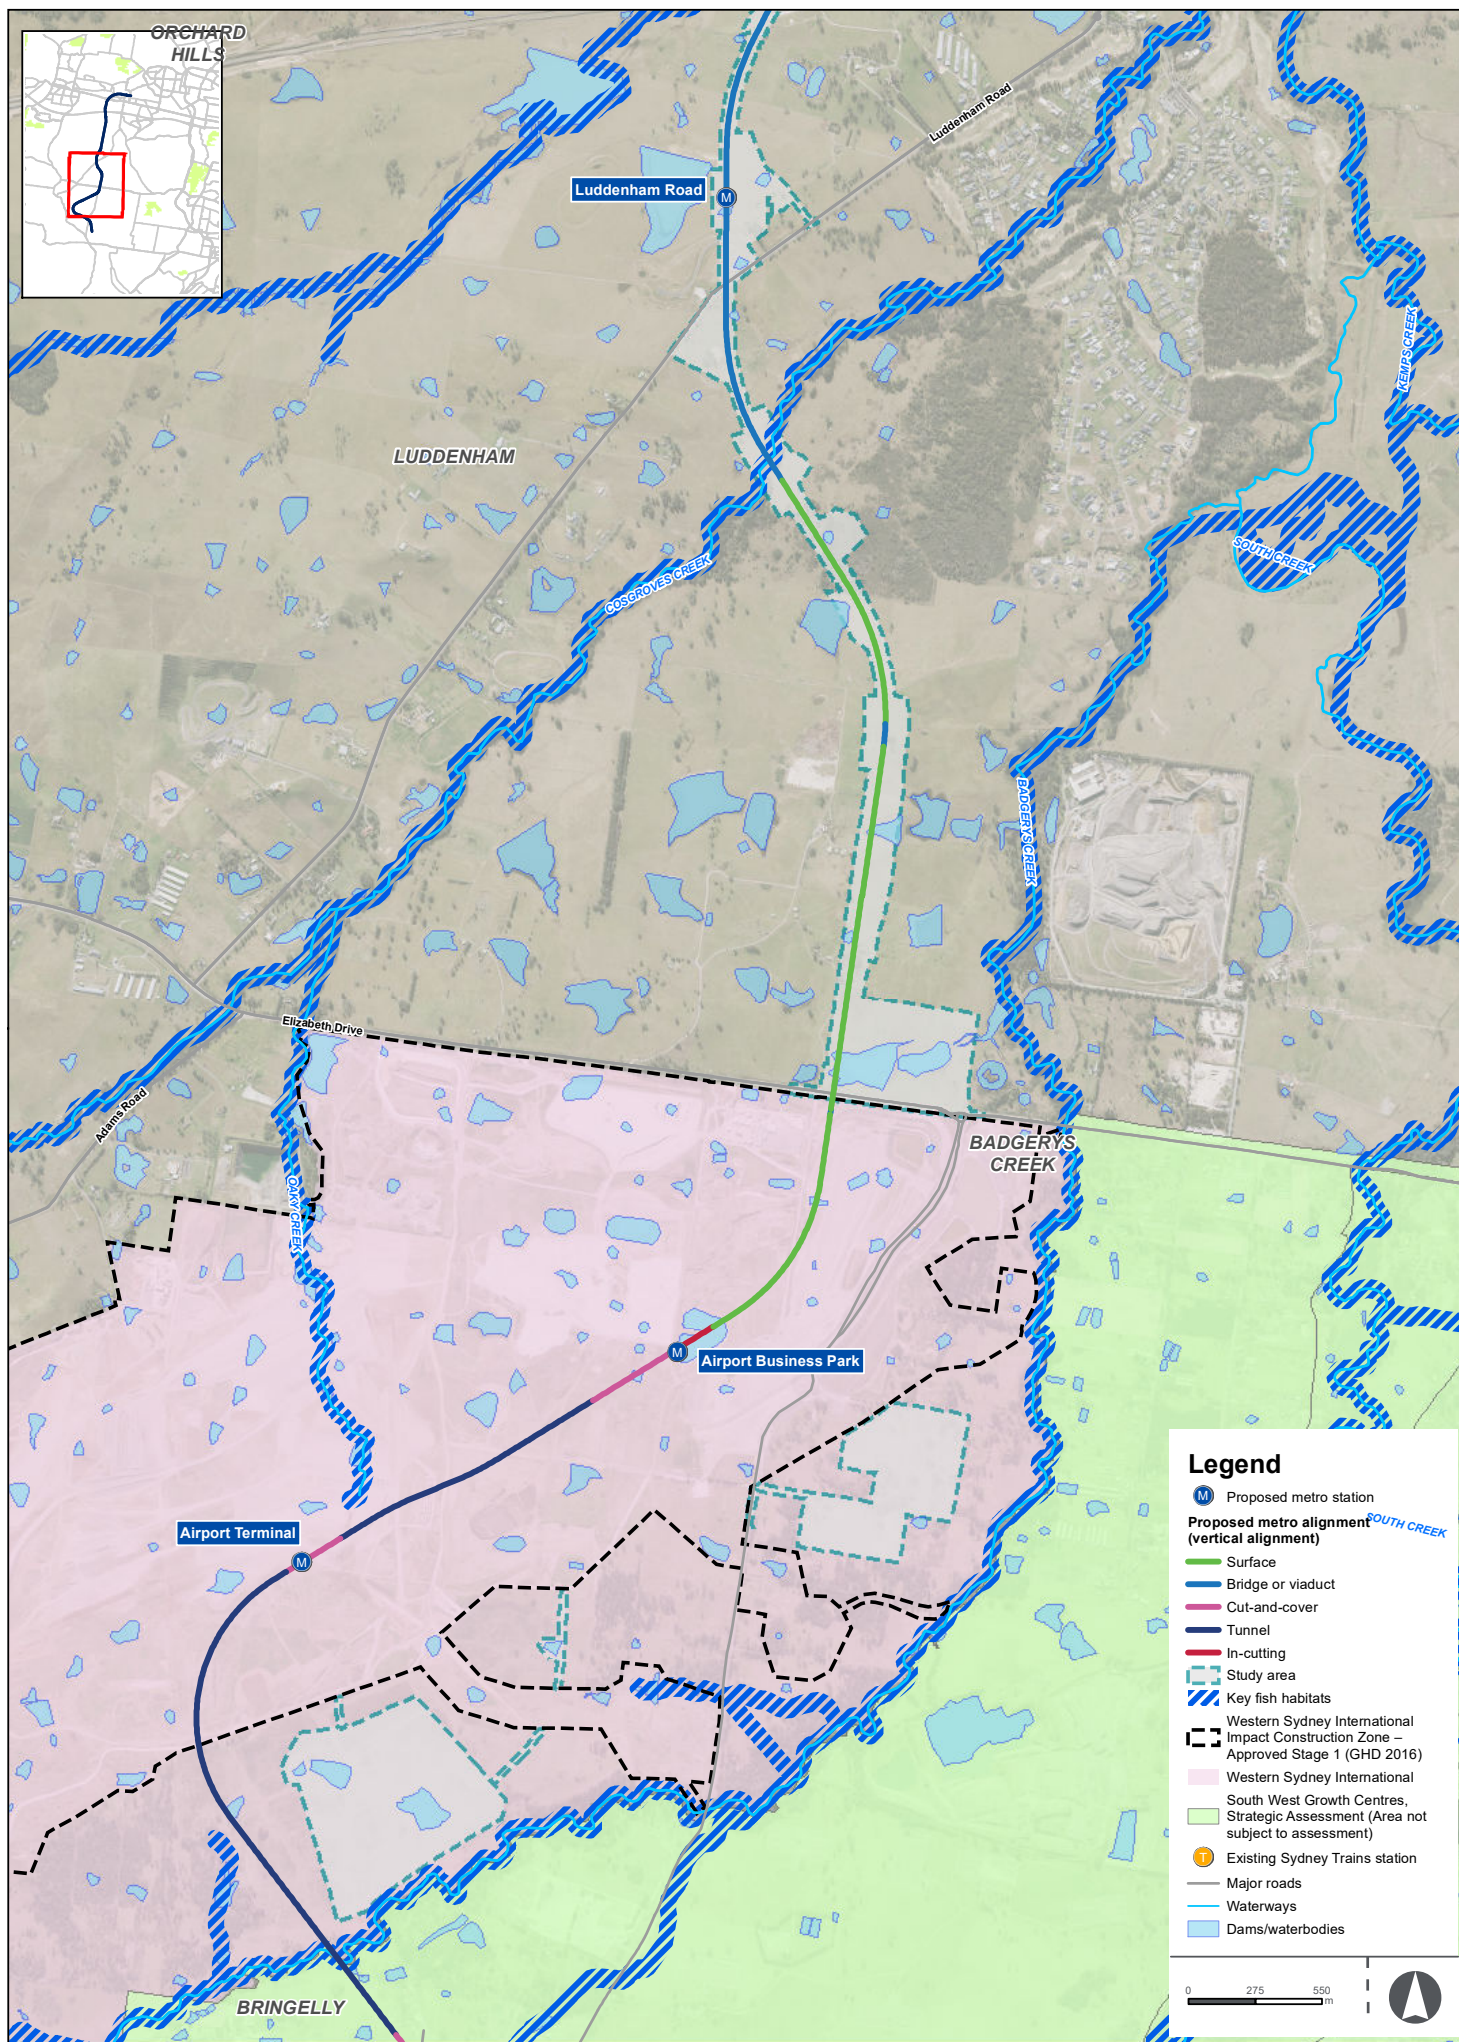 ORCHARD
HILLS
Luddenham Road
Luddenham Road
M
KEMPS CREEK
LUDDENHAM
SOUTH CREEK
COSGROVES CREEK
BADGERYS CREEK
Elizabeth Drive
Adams Road
BADGERYS
CREEK
OAKY CREEK
M
Airport Business Park
Airport Terminal
M
BRINGELLY
Legend
M Proposed metro station
Proposed metro alignment
(vertical alignment)
SOUTH CREEK
Surface
Bridge or viaduct
Cut-and-cover
Tunnel
In-cutting
Study area
Key fish habitats
Western Sydney International
Impact Construction Zone –
Approved Stage 1 (GHD 2016)
Western Sydney International
South West Growth Centres,
Strategic Assessment (Area not
subject to assessment)
T Existing Sydney Trains station
Major roads
Waterways
Dams/waterbodies
0 275 550
m